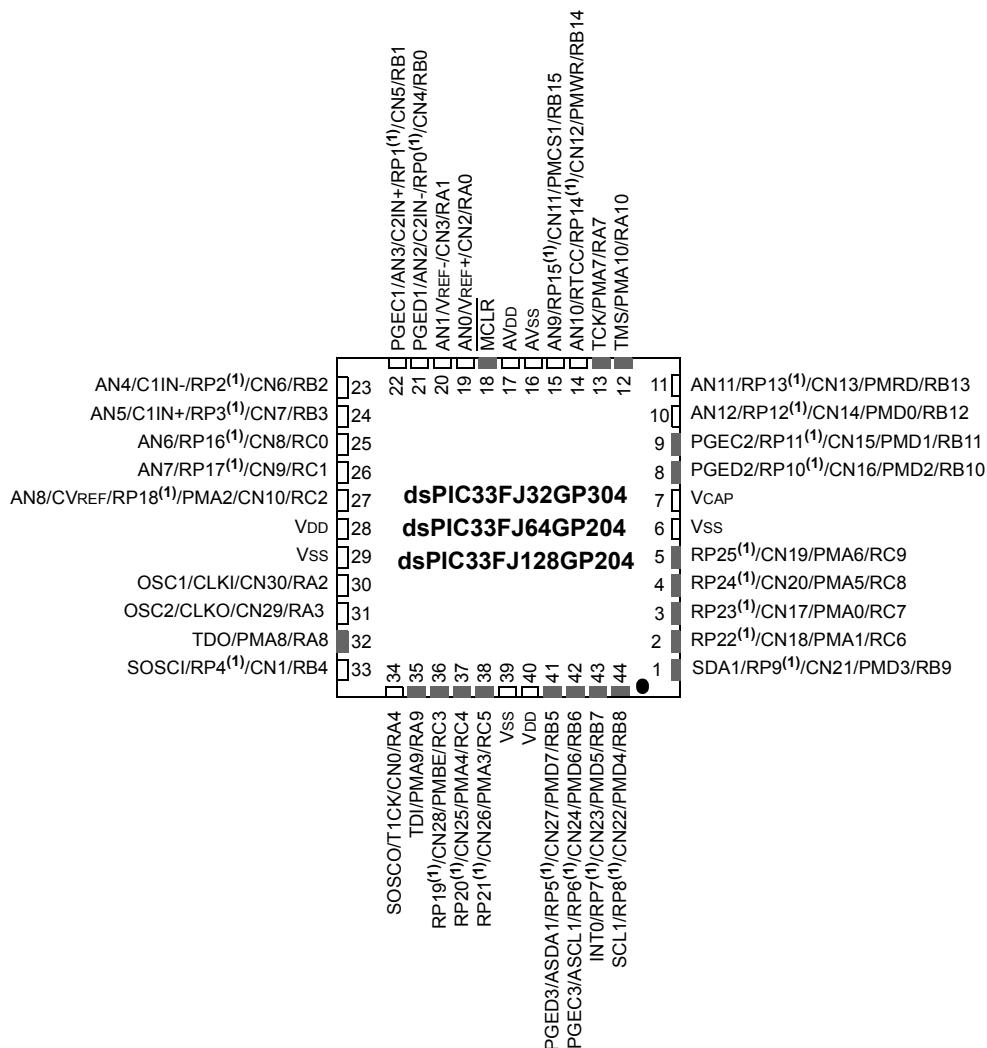 PGEC1/AN3/C2IN+/RP1(1)/CN5/RB1
PGED1/AN2/C2IN-/RP0(1)/CN4/RB0
AN1/VREF-/CN3/RA1
AN0/VREF+/CN2/RA0
MCLR
AVDD
AVSS
AN9/RP15(1)/CN11/PMCS1/RB15
AN10/RTCC/RP14(1)/CN12/PMWR/RB14
TCK/PMA7/RA7
TMS/PMA10/RA10
22 21 20 19 18 17 16 15 14 13 12
AN4/C1IN-/RP2(1)/CN6/RB2 23
AN5/C1IN+/RP3(1)/CN7/RB3 24
AN6/RP16(1)/CN8/RC0 25
AN7/RP17(1)/CN9/RC1 26
AN8/CVREF/RP18(1)/PMA2/CN10/RC2 27
VDD 28
VSS 29
OSC1/CLKI/CN30/RA2 30
OSC2/CLKO/CN29/RA3 31
TDO/PMA8/RA8 32
SOSCI/RP4(1)/CN1/RB4 33
dsPIC33FJ32GP304
dsPIC33FJ64GP204
dsPIC33FJ128GP204
11 AN11/RP13(1)/CN13/PMRD/RB13
10 AN12/RP12(1)/CN14/PMD0/RB12
9 PGEC2/RP11(1)/CN15/PMD1/RB11
8 PGED2/RP10(1)/CN16/PMD2/RB10
7 VCAP
6 VSS
5 RP25(1)/CN19/PMA6/RC9
4 RP24(1)/CN20/PMA5/RC8
3 RP23(1)/CN17/PMA0/RC7
2 RP22(1)/CN18/PMA1/RC6
1 SDA1/RP9(1)/CN21/PMD3/RB9
34 35 36 37 38 39 40 41 42 43 44
SOSCO/T1CK/CN0/RA4
TDI/PMA9/RA9
RP19(1)/CN28/PMBE/RC3
RP20(1)/CN25/PMA4/RC4
RP21(1)/CN26/PMA3/RC5
VSS
VDD
PGED3/ASDA1/RP5(1)/CN27/PMD7/RB5
PGEC3/ASCL1/RP6(1)/CN24/PMD6/RB6
INT0/RP7(1)/CN23/PMD5/RB7
SCL1/RP8(1)/CN22/PMD4/RB8